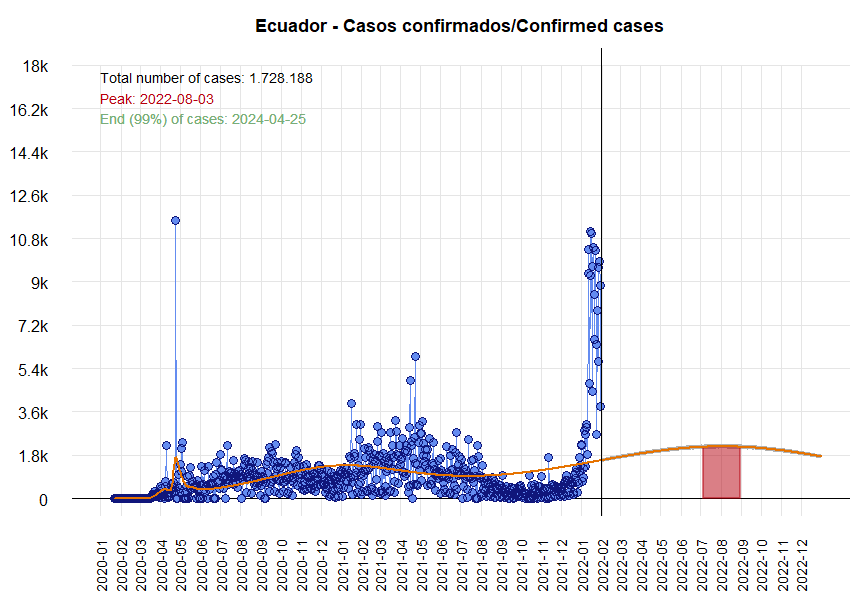 Ecuador - Casos confirmados/Confirmed cases
18k
Total number of cases: 1.728.188
Peak: 2022-08-03
16.2k
End (99%) of cases: 2024-04-25
14.4k
12.6k
10.8k
9k
7.2k
5.4k
3.6k
1.8k
0
2020-01
2020-02
2020-03
2020-04
2020-05
2020-06
2020-07
2020-08
2020-09
2020-10
2020-11
2020-12
2021-01
2021-02
2021-03
2021-04
2021-05
2021-06
2021-07
2021-08
2021-09
2021-10
2021-11
2021-12
2022-01
2022-02
2022-03
2022-04
2022-05
2022-06
2022-07
2022-08
2022-09
2022-10
2022-11
2022-12